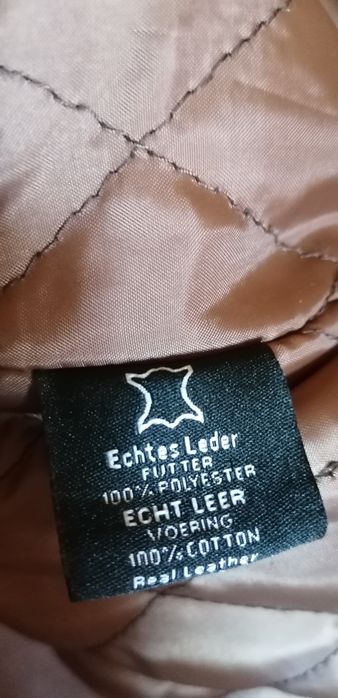 Echtes Leder
FUTTER
100% POLYESTER
ECHT LEER
VOERING
100% COTTON
Real Leather